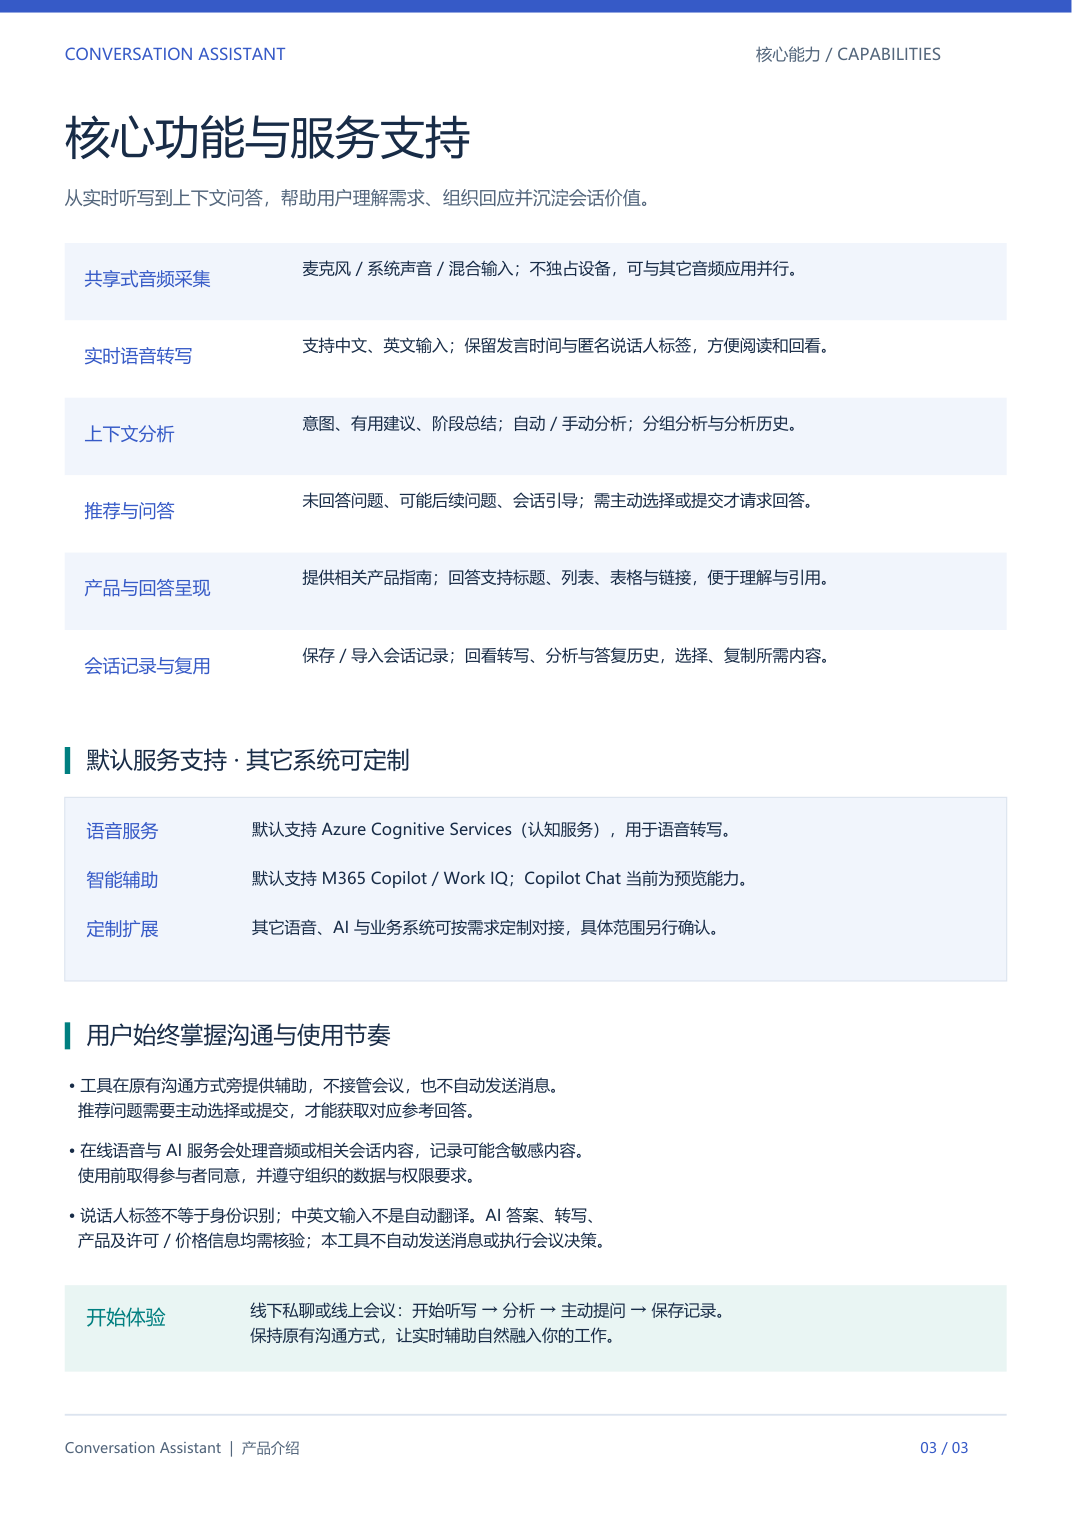 CONVERSATION ASSISTANT
核心能力 / CAPABILITIES
核心功能与服务支持
从实时听写到上下文问答，帮助用户理解需求、组织回应并沉淀会话价值。
共享式音频采集
麦克风 / 系统声音 / 混合输入；不独占设备，可与其它音频应用并行。
实时语音转写
支持中文、英文输入；保留发言时间与匿名说话人标签，方便阅读和回看。
上下文分析
意图、有用建议、阶段总结；自动 / 手动分析；分组分析与分析历史。
推荐与问答
未回答问题、可能后续问题、会话引导；需主动选择或提交才请求回答。
产品与回答呈现
提供相关产品指南；回答支持标题、列表、表格与链接，便于理解与引用。
会话记录与复用
保存 / 导入会话记录；回看转写、分析与答复历史，选择、复制所需内容。
默认服务支持 · 其它系统可定制
语音服务
默认支持 Azure Cognitive Services（认知服务），用于语音转写。
智能辅助
默认支持 M365 Copilot / Work IQ；Copilot Chat 当前为预览能力。
定制扩展
其它语音、AI 与业务系统可按需求定制对接，具体范围另行确认。
用户始终掌握沟通与使用节奏
• 工具在原有沟通方式旁提供辅助，不接管会议，也不自动发送消息。
推荐问题需要主动选择或提交，才能获取对应参考回答。
• 在线语音与 AI 服务会处理音频或相关会话内容，记录可能含敏感内容。
使用前取得参与者同意，并遵守组织的数据与权限要求。
• 说话人标签不等于身份识别；中英文输入不是自动翻译。AI 答案、转写、
产品及许可 / 价格信息均需核验；本工具不自动发送消息或执行会议决策。
开始体验
线下私聊或线上会议：开始听写 → 分析 → 主动提问 → 保存记录。
保持原有沟通方式，让实时辅助自然融入你的工作。
Conversation Assistant | 产品介绍
03 / 03